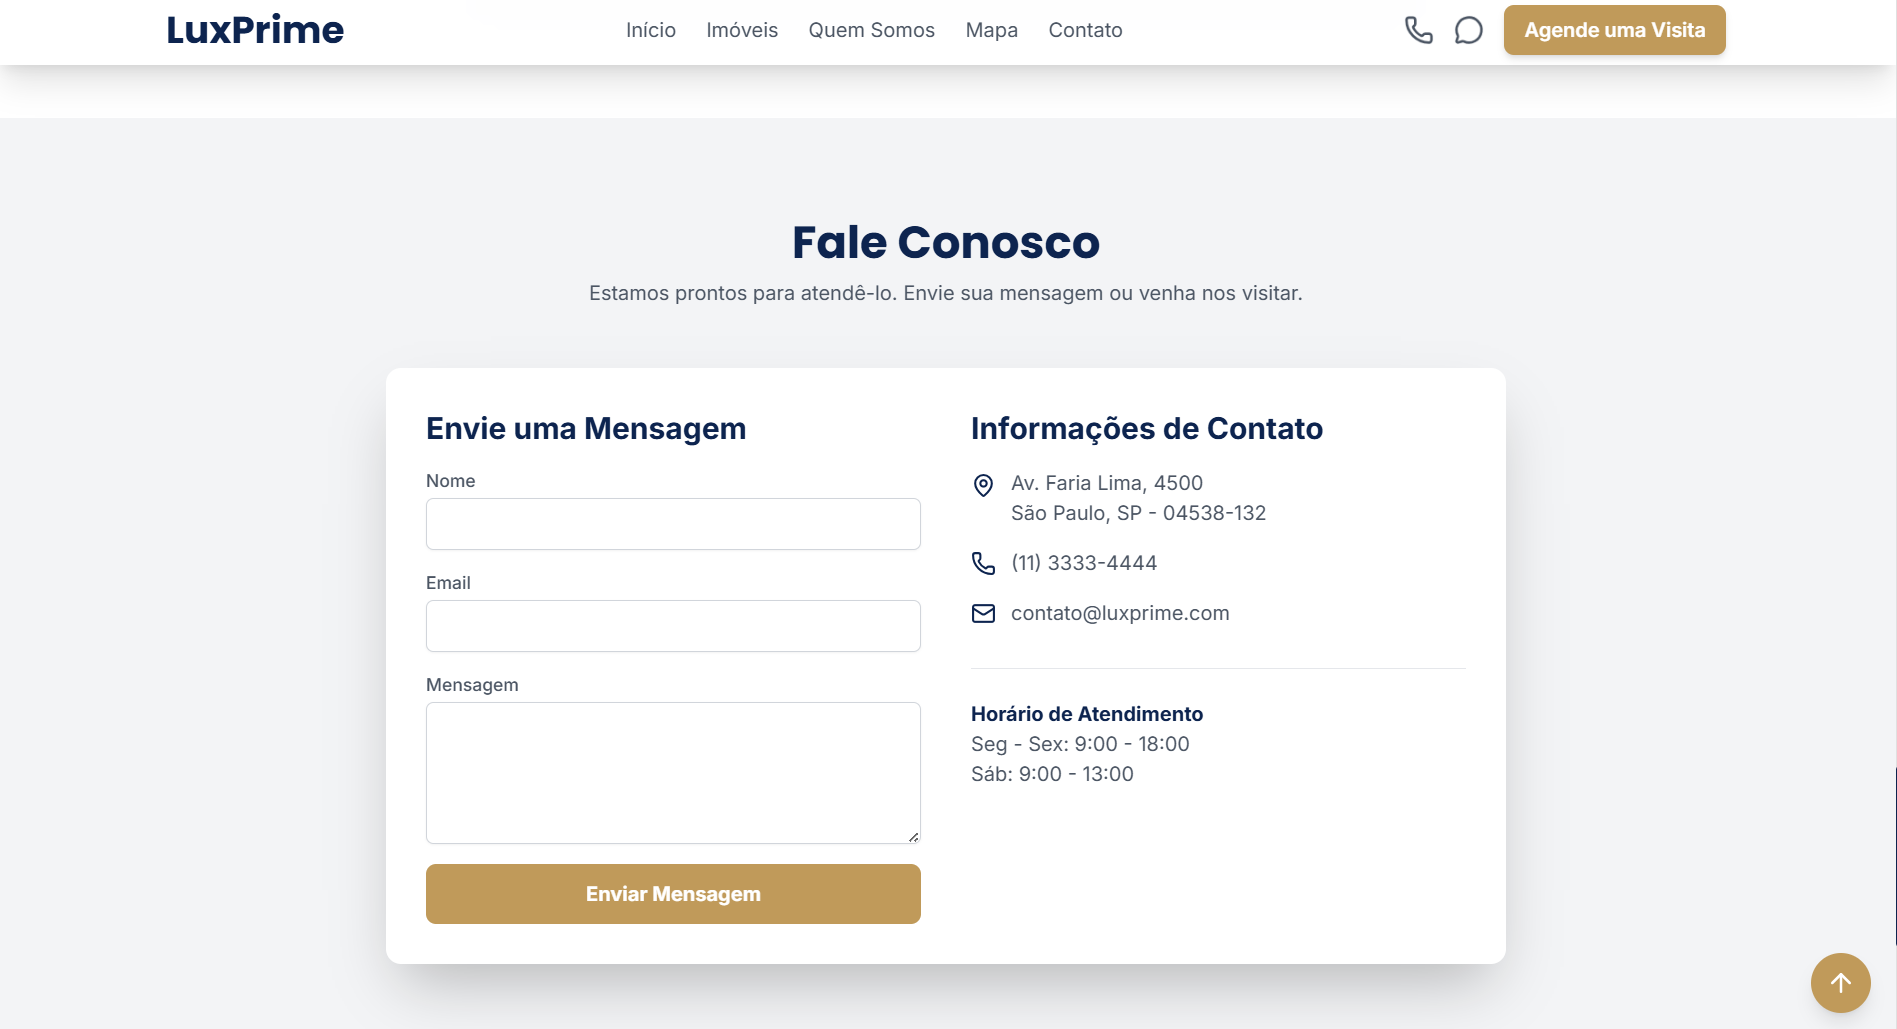 LuxPrime
Início
Imóveis
Quem Somos
Mapa
Contato
Agende uma Visita
Fale Conosco
Estamos prontos para atendê-lo. Envie sua mensagem ou venha nos visitar.
Envie uma Mensagem
Nome
Email
Mensagem
Enviar Mensagem
Informações de Contato
Av. Faria Lima, 4500
São Paulo, SP - 04538-132
(11) 3333-4444
contato@luxprime.com
Horário de Atendimento
Seg - Sex: 9:00 - 18:00
Sáb: 9:00 - 13:00